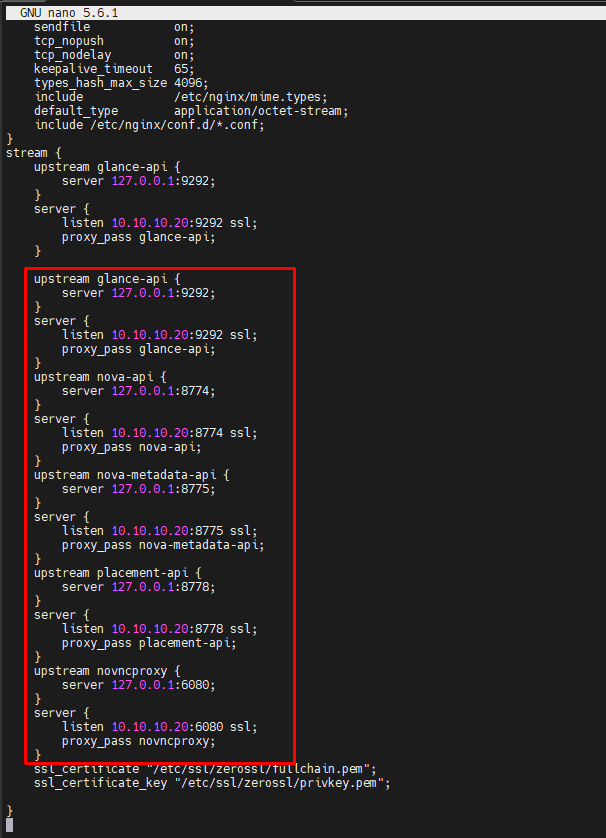 GNU nano 5.6.1
sendfile on;
tcp_nopush on;
tcp_nodelay on;
keepalive_timeout 65;
types_hash_max_size 4096;
include /etc/nginx/mime.types;
default_type application/octet-stream;
include /etc/nginx/conf.d/*.conf;
}
stream {
upstream glance-api {
server 127.0.0.1:9292;
}
server {
listen 10.10.10.20:9292 ssl;
proxy_pass glance-api;
}
upstream glance-api {
server 127.0.0.1:9292;
}
server {
listen 10.10.10.20:9292 ssl;
proxy_pass glance-api;
}
upstream nova-api {
server 127.0.0.1:8774;
}
server {
listen 10.10.10.20:8774 ssl;
proxy_pass nova-api;
}
upstream nova-metadata-api {
server 127.0.0.1:8775;
}
server {
listen 10.10.10.20:8775 ssl;
proxy_pass nova-metadata-api;
}
upstream placement-api {
server 127.0.0.1:8778;
}
server {
listen 10.10.10.20:8778 ssl;
proxy_pass placement-api;
}
upstream novncproxy {
server 127.0.0.1:6080;
}
server {
listen 10.10.10.20:6080 ssl;
proxy_pass novncproxy;
}
ssl_certificate "/etc/ssl/zerossl/fullchain.pem";
ssl_certificate_key "/etc/ssl/zerossl/privkey.pem";
}